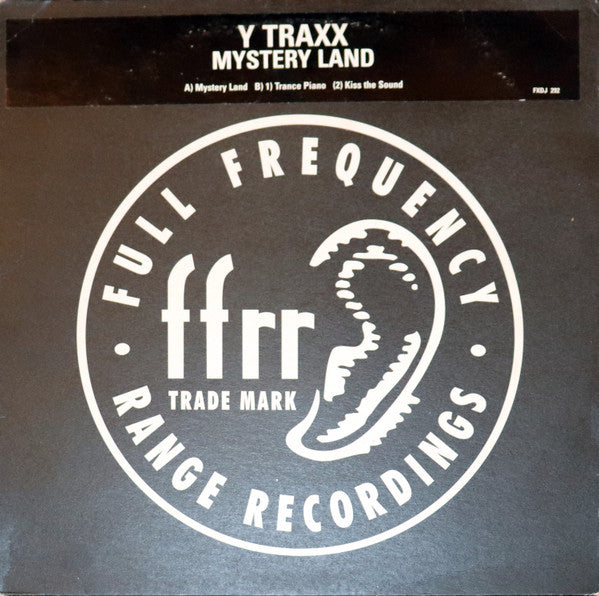 Y TRAXX
MYSTERY LAND
A) Mystery Land B) 1) Trance Piano (2) Kiss the Sound
FXDJ 292
FULL FREQUENCY
ffrr
TRADE MARK
RANGE RECORDINGS